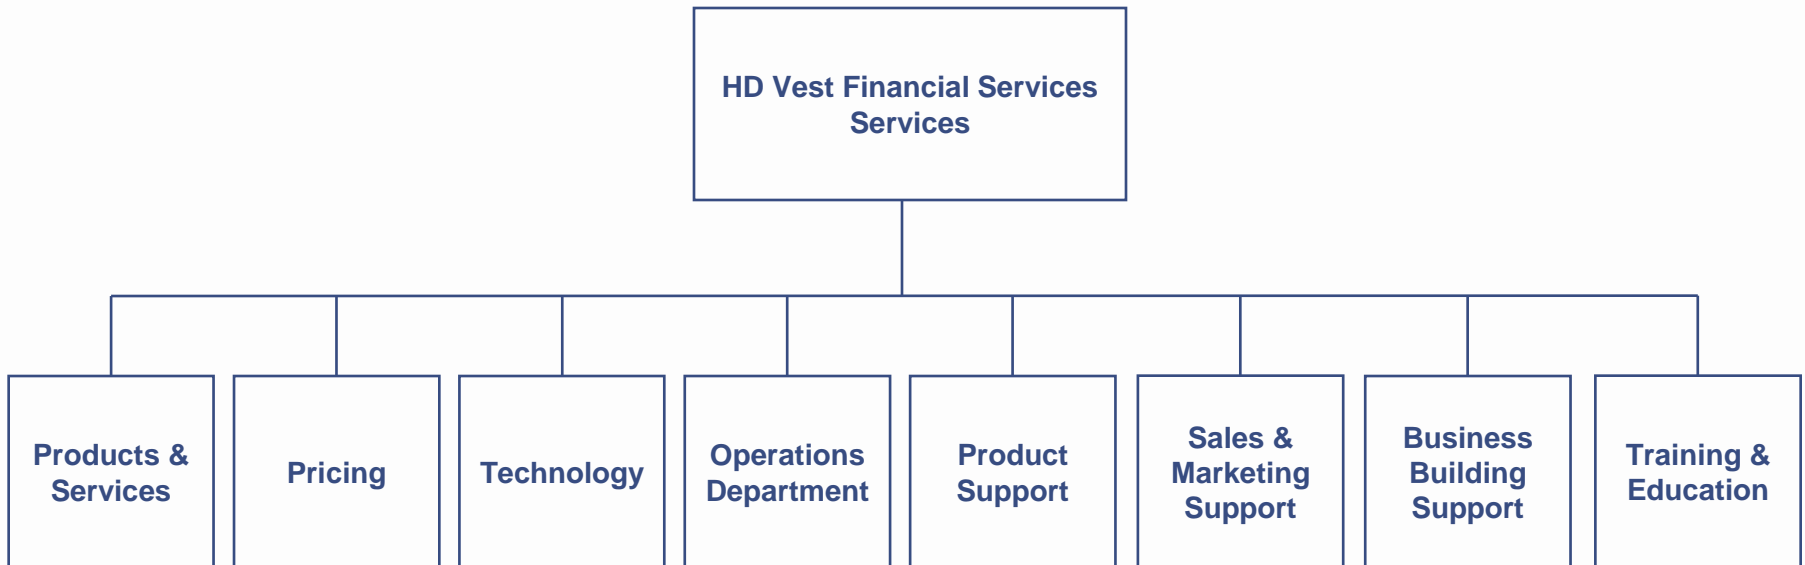 HD Vest Financial Services
Services
Products &
Services
Pricing
Technology
Operations
Department
Product
Support
Sales &
Marketing
Support
Business
Building
Support
Training &
Education